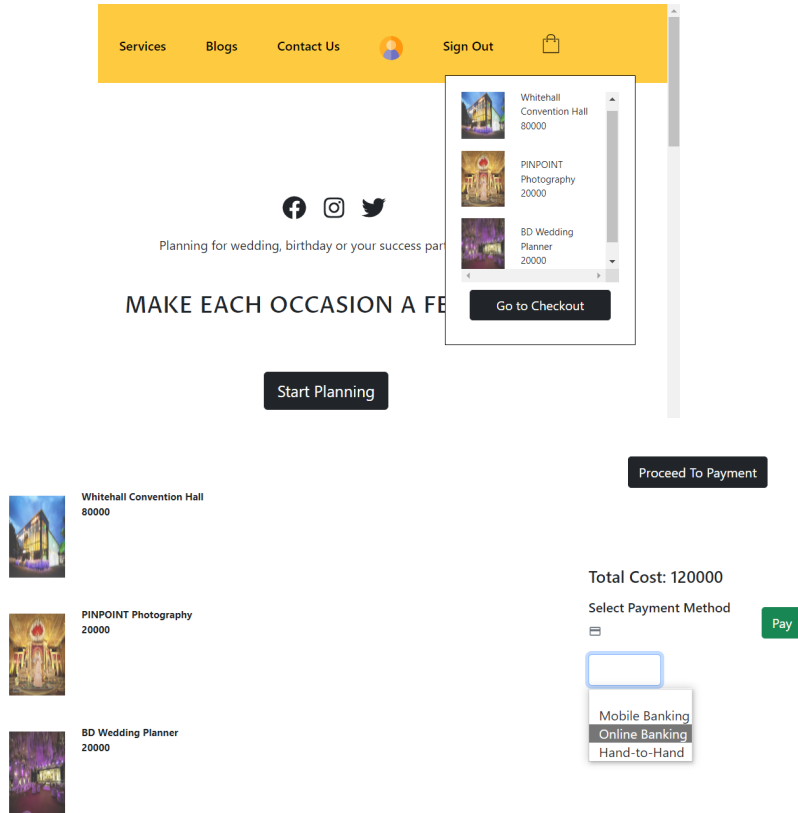 Services Blogs Contact Us Sign Out
Whitehall
Convention Hall
80000
PINPOINT
Photography
20000
BD Wedding
Planner
20000
Go to Checkout
Planning for wedding, birthday or your success part
MAKE EACH OCCASION A FE
Start Planning
Proceed To Payment
Whitehall Convention Hall
80000
PINPOINT Photography
20000
BD Wedding Planner
20000
Total Cost: 120000
Select Payment Method
Pay
Mobile Banking
Online Banking
Hand-to-Hand